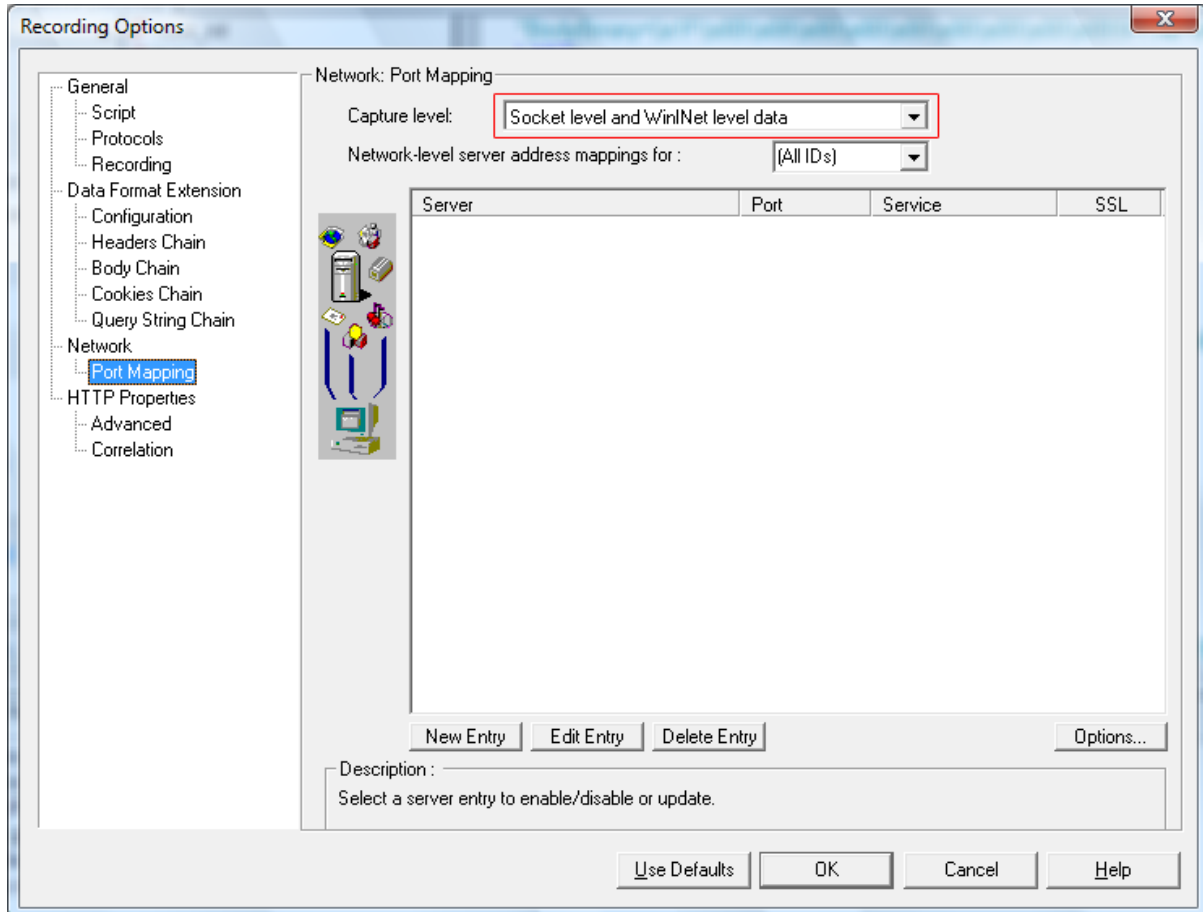 Recording Options
General
Script
Protocols
Recording
Data Format Extension
Configuration
Headers Chain
Body Chain
Cookies Chain
Query String Chain
Network
Port Mapping
HTTP Properties
Advanced
Correlation
Network: Port Mapping
Capture level: Socket level and WinINet level data
Network-level server address mappings for : (All IDs)
Server Port Service SSL
New Entry Edit Entry Delete Entry Options...
Description :
Select a server entry to enable/disable or update.
Use Defaults OK Cancel Help